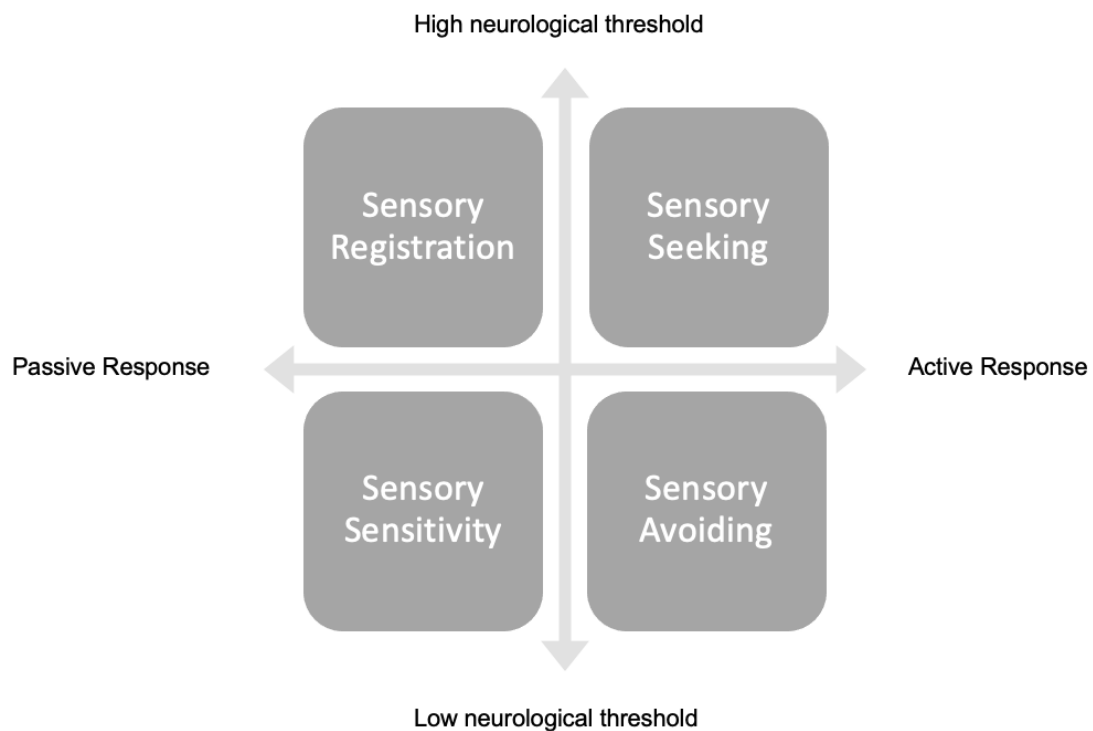 High neurological threshold
Sensory
Registration
Sensory
Seeking
Passive Response
Active Response
Sensory
Sensitivity
Sensory
Avoiding
Low neurological threshold